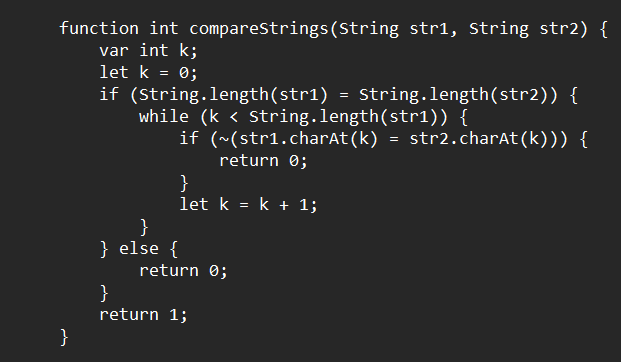 function int compareStrings(String str1, String str2) {
    var int k;
    let k = 0;
    if (String.length(str1) = String.length(str2)) {
        while (k < String.length(str1)) {
            if (~(str1.charAt(k) = str2.charAt(k))) {
                return 0;
            }
            let k = k + 1;
        }
    } else {
        return 0;
    }
    return 1;
}